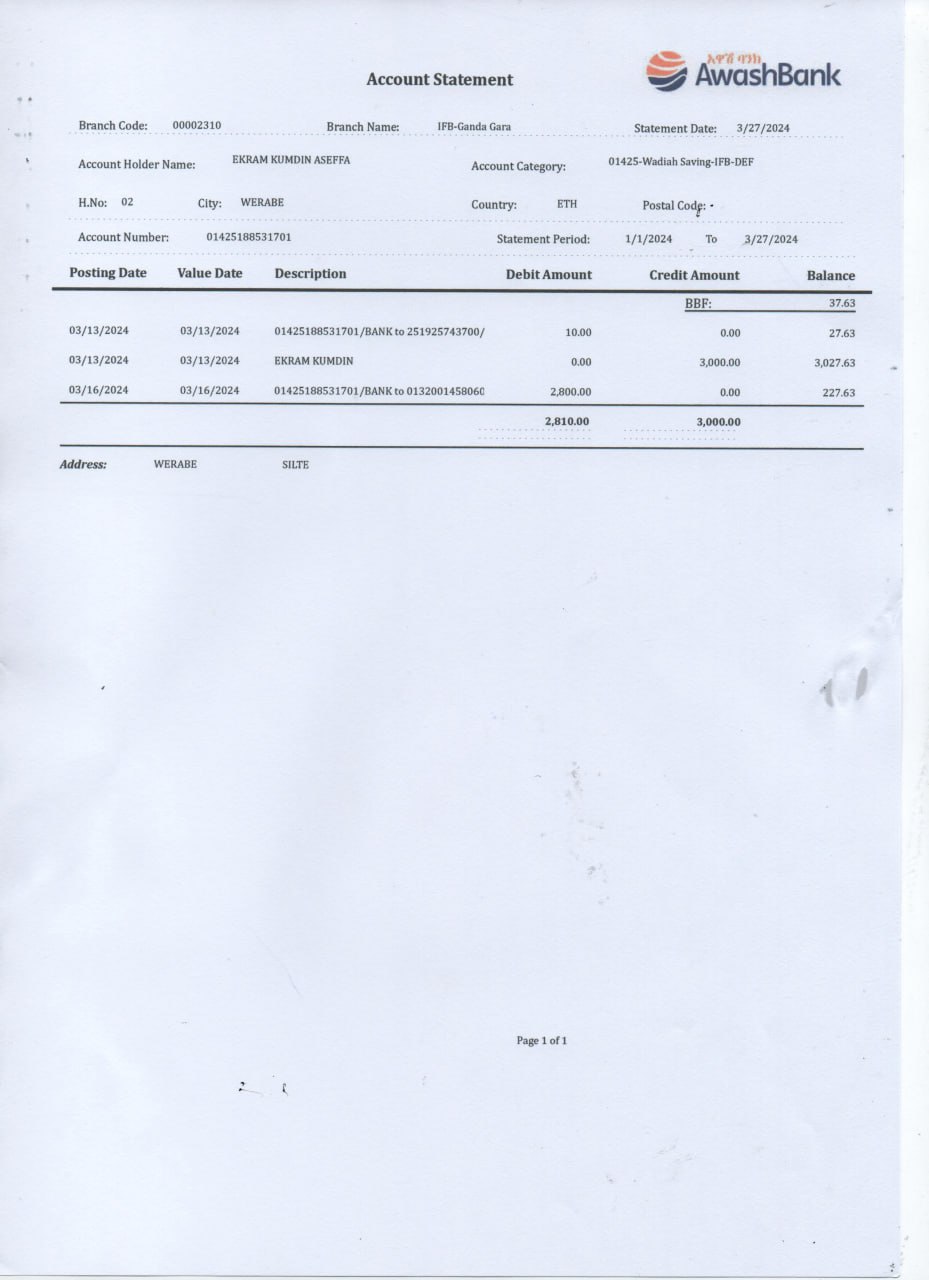 አዋሽ ባንክ
AwashBank
Account Statement
Branch Code: 00002310 Branch Name: IFB-Ganda Gara Statement Date: 3/27/2024
Account Holder Name: EKRAM KUMDIN ASEFFA Account Category: 01425-Wadiah Saving-IFB-DEF
H.No: 02 City: WERABE Country: ETH Postal Code: -
Account Number: 01425188531701 Statement Period: 1/1/2024 To 3/27/2024
Posting Date Value Date Description Debit Amount Credit Amount Balance
BBF: 37.63
03/13/2024 03/13/2024 01425188531701/BANK to 251925743700/ 10.00 0.00 27.63
03/13/2024 03/13/2024 EKRAM KUMDIN 0.00 3,000.00 3,027.63
03/16/2024 03/16/2024 01425188531701/BANK to 0132001458060 2,800.00 0.00 227.63
2,810.00 3,000.00
Address: WERABE SILTE
Page 1 of 1